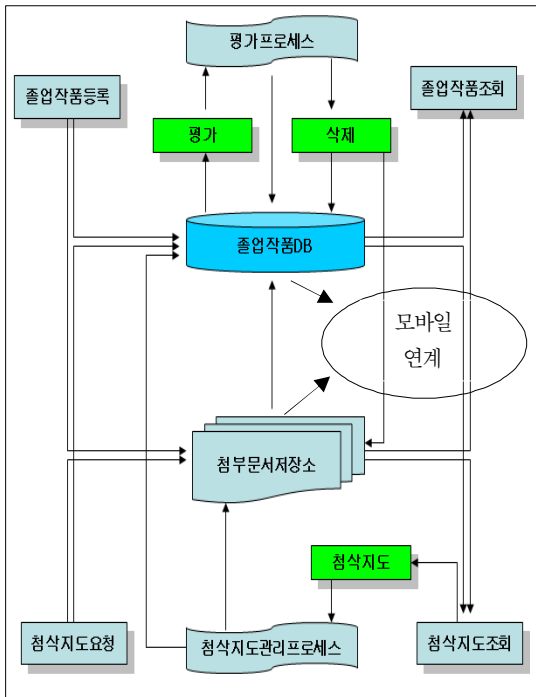 평가프로세스
졸업작품등록
졸업작품조회
평가
삭제
졸업작품DB
모바일
연계
첨부문서저장소
첨삭지도
첨삭지도요청
첨삭지도관리프로세스
첨삭지도조회